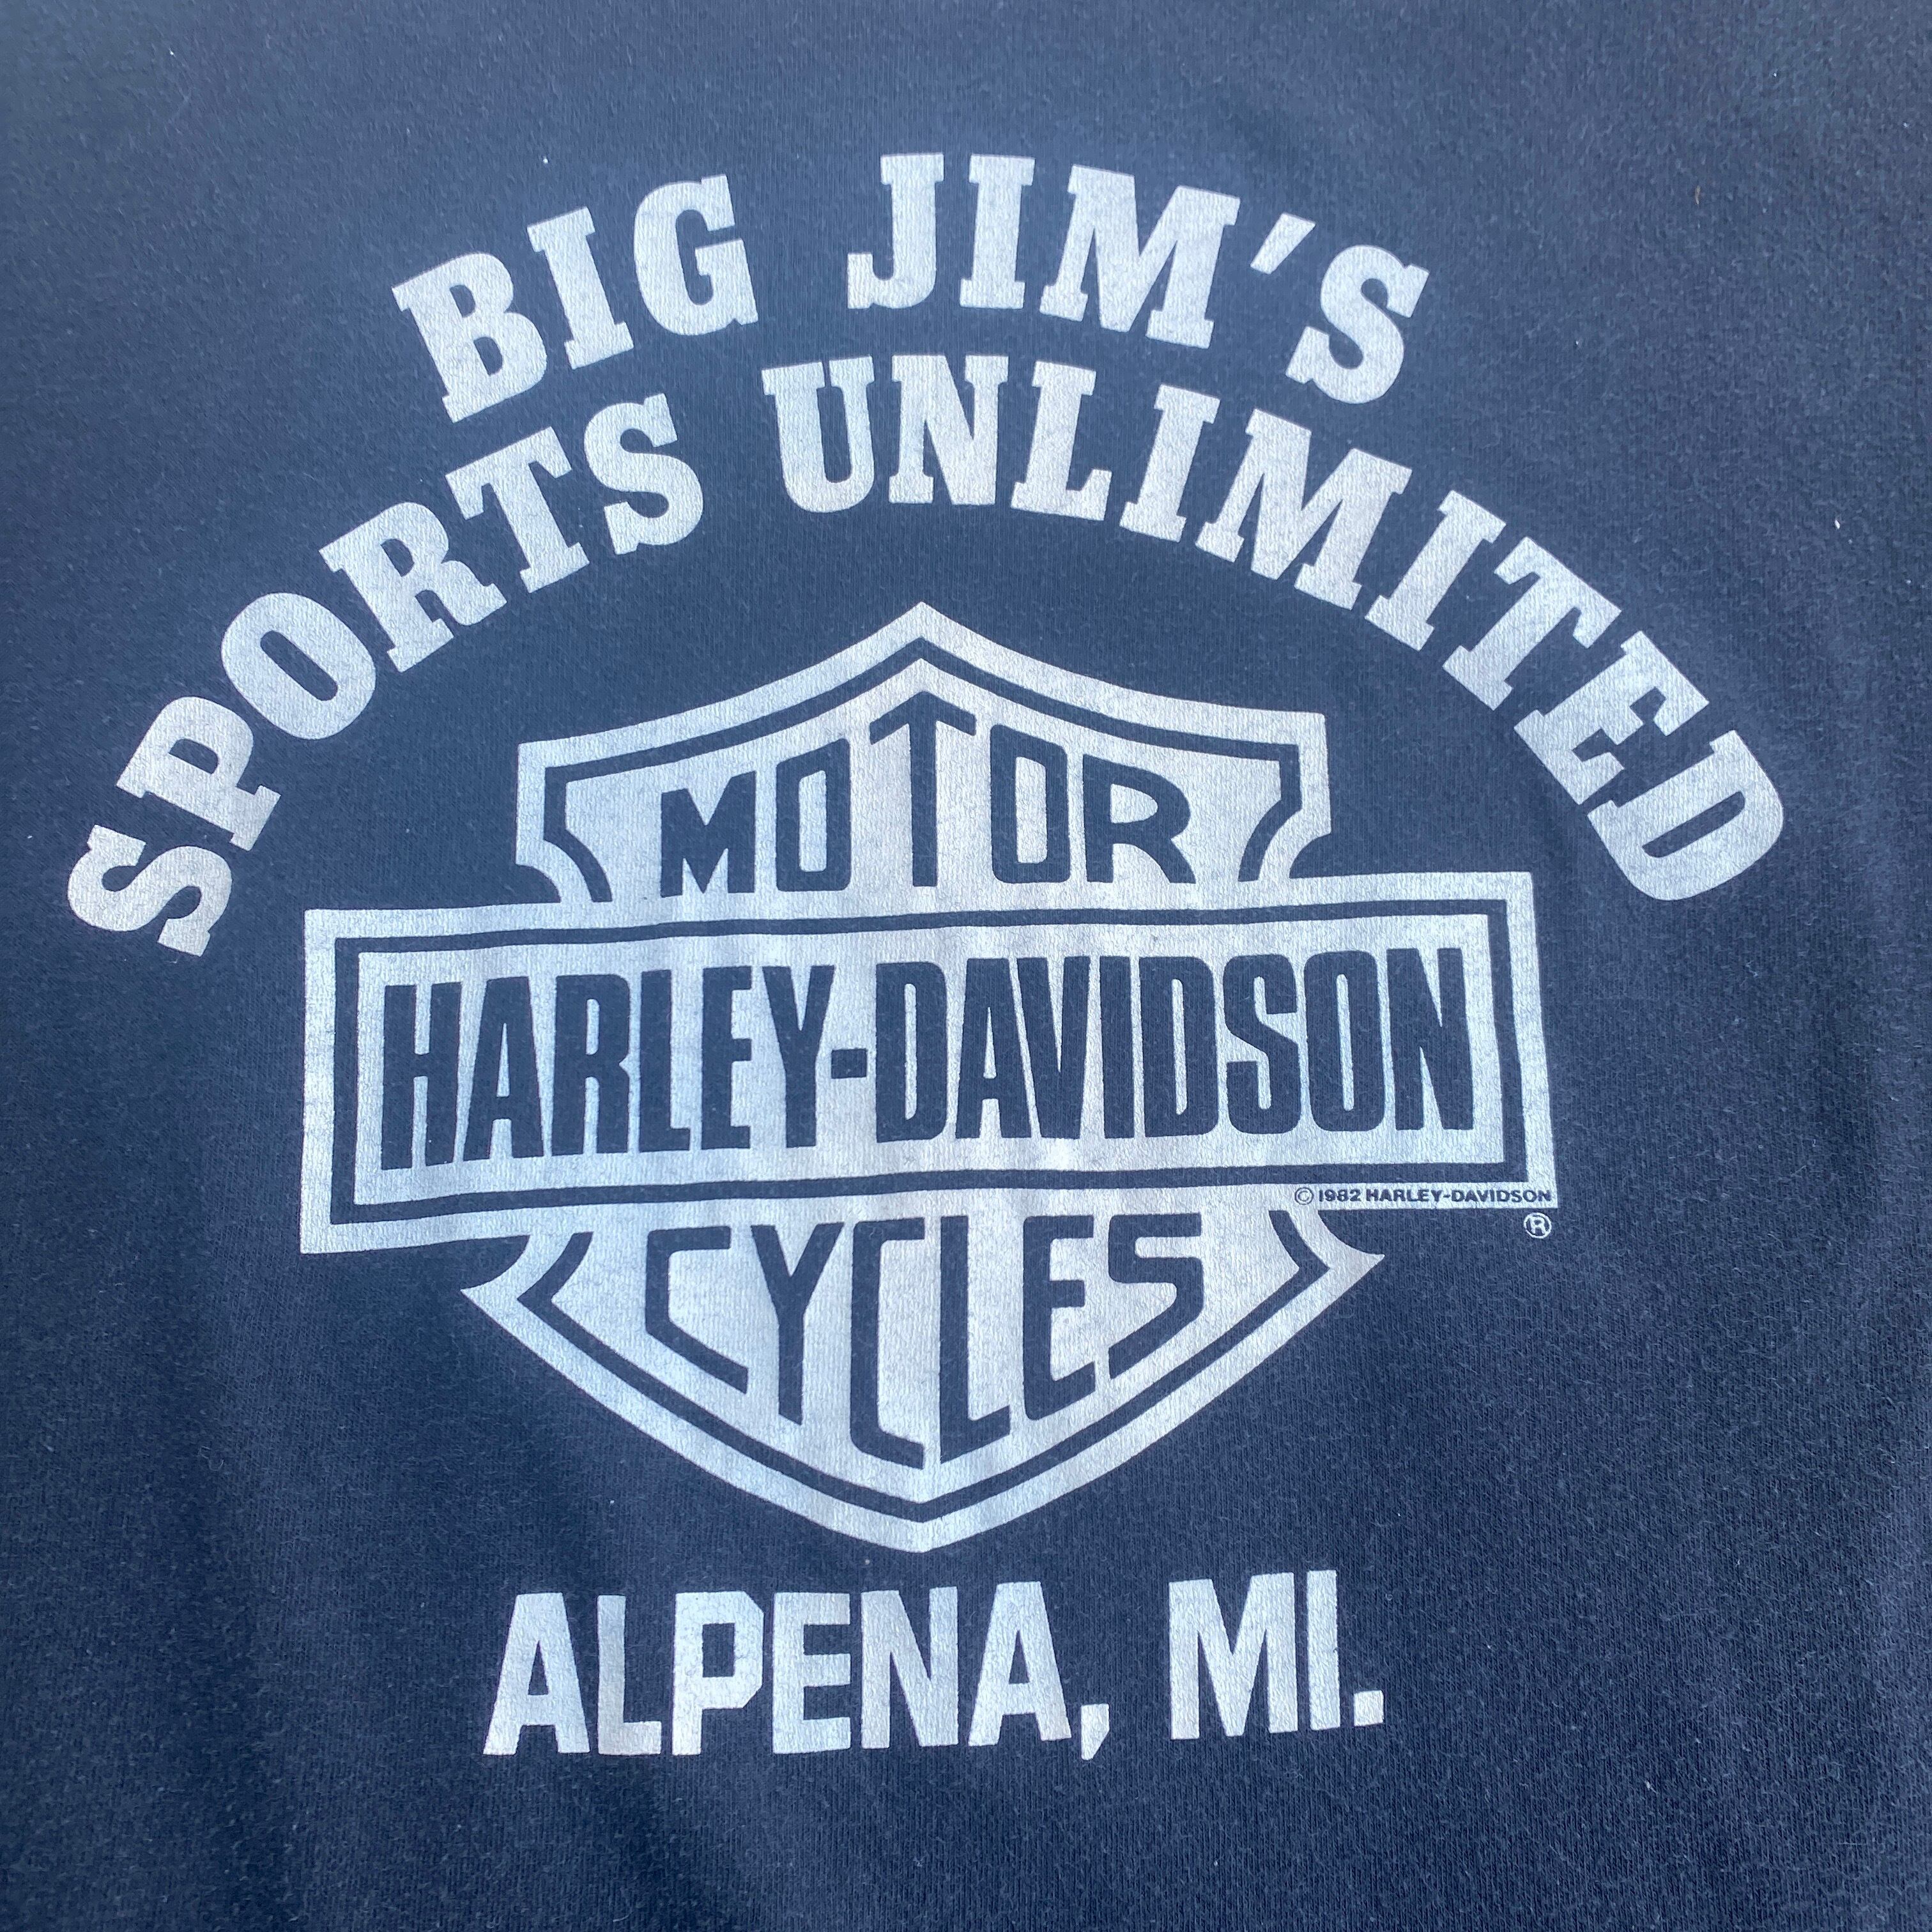 BIG JIM'S
SPORTS UNLIMITED
MOTOR
HARLEY-DAVIDSON
©1982 HARLEY-DAVIDSON
®
CYCLES
ALPENA, MI.